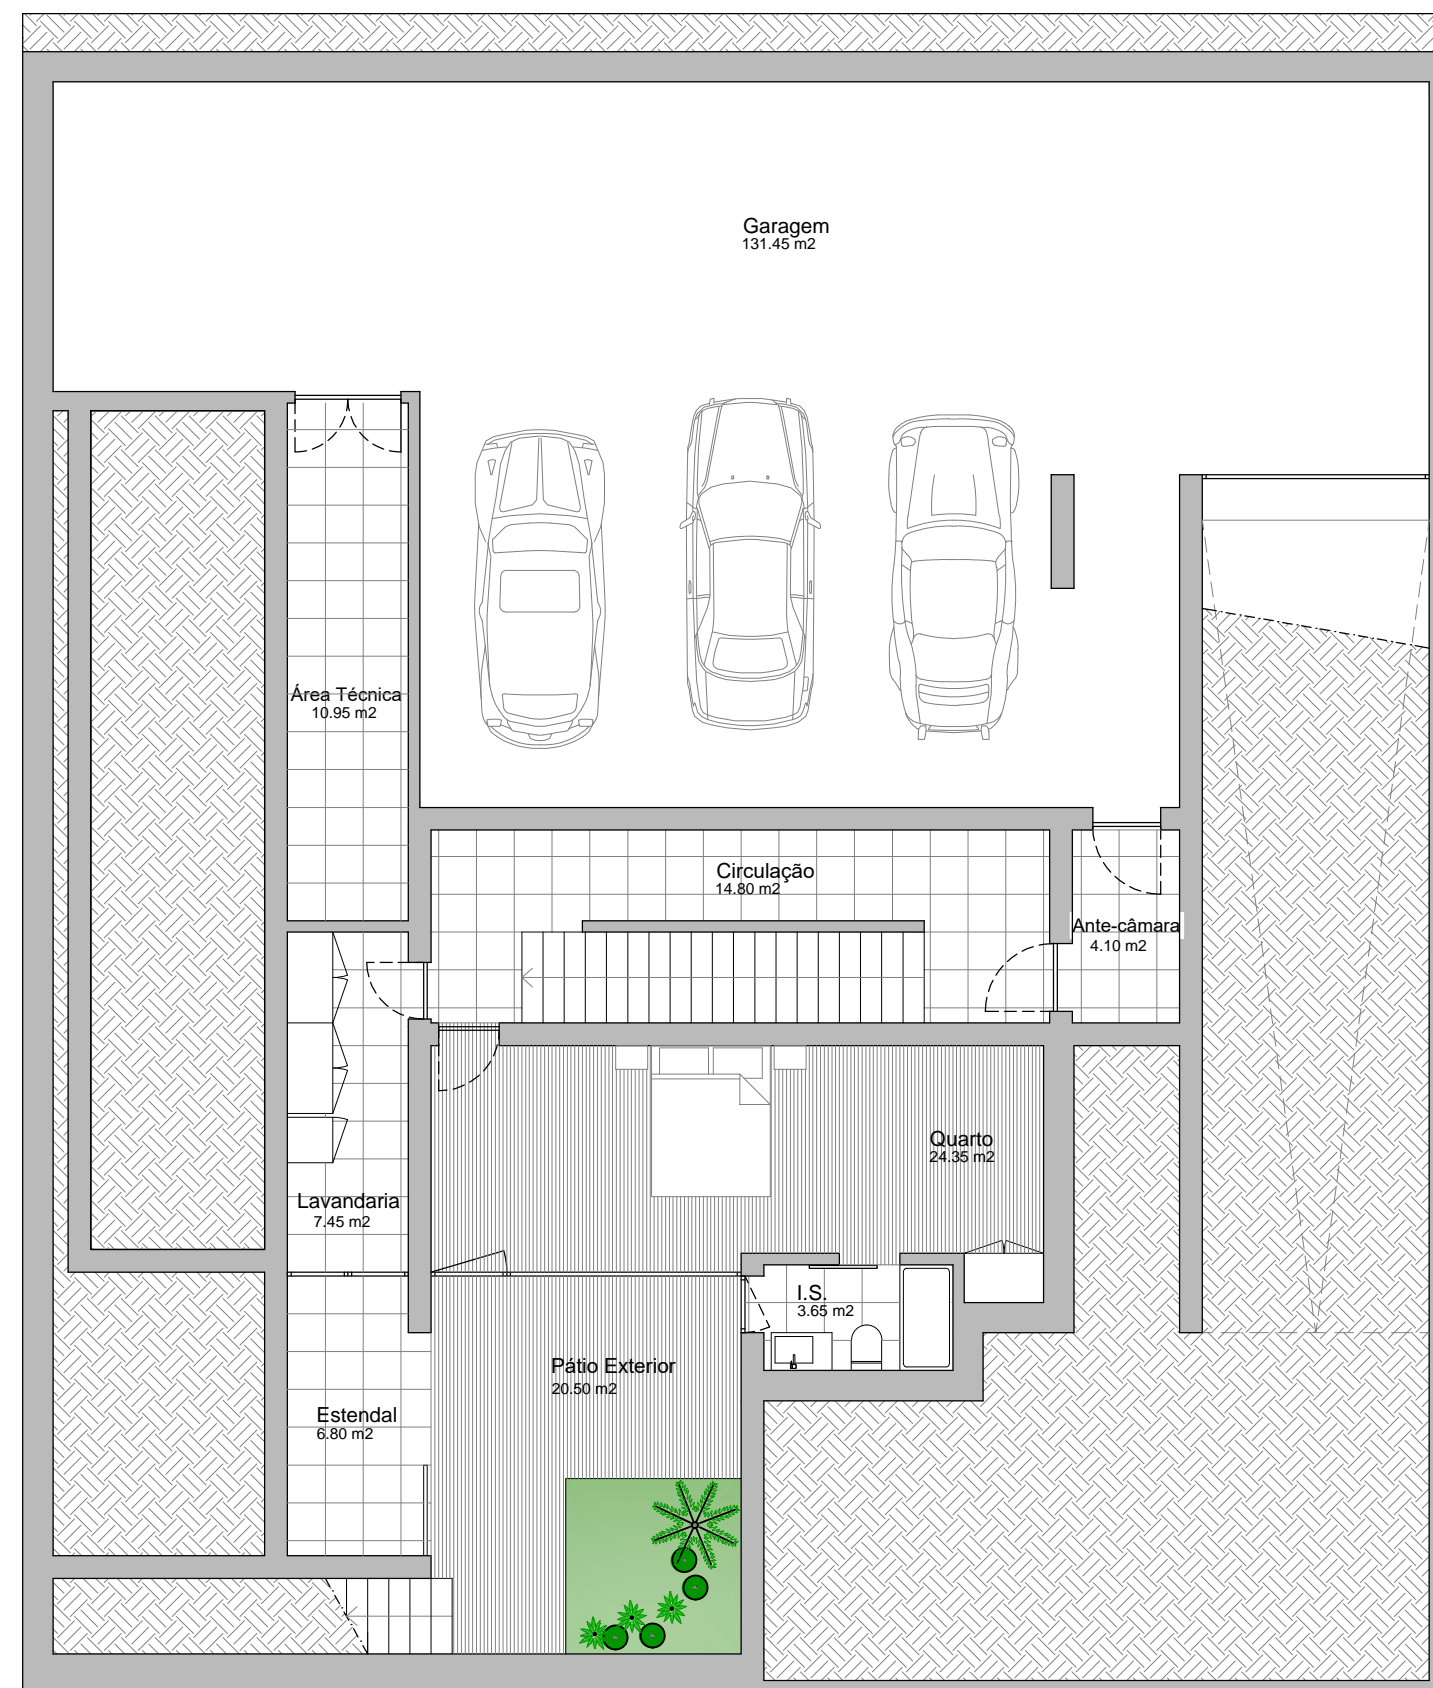 Garagem
131.45 m2
Área Técnica
10.95 m2
Circulação
14.80 m2
Ante-câmara
4.10 m2
Quarto
24.35 m2
Lavandaria
7.45 m2
I.S.
3.65 m2
Pátio Exterior
20.50 m2
Estendal
6.80 m2